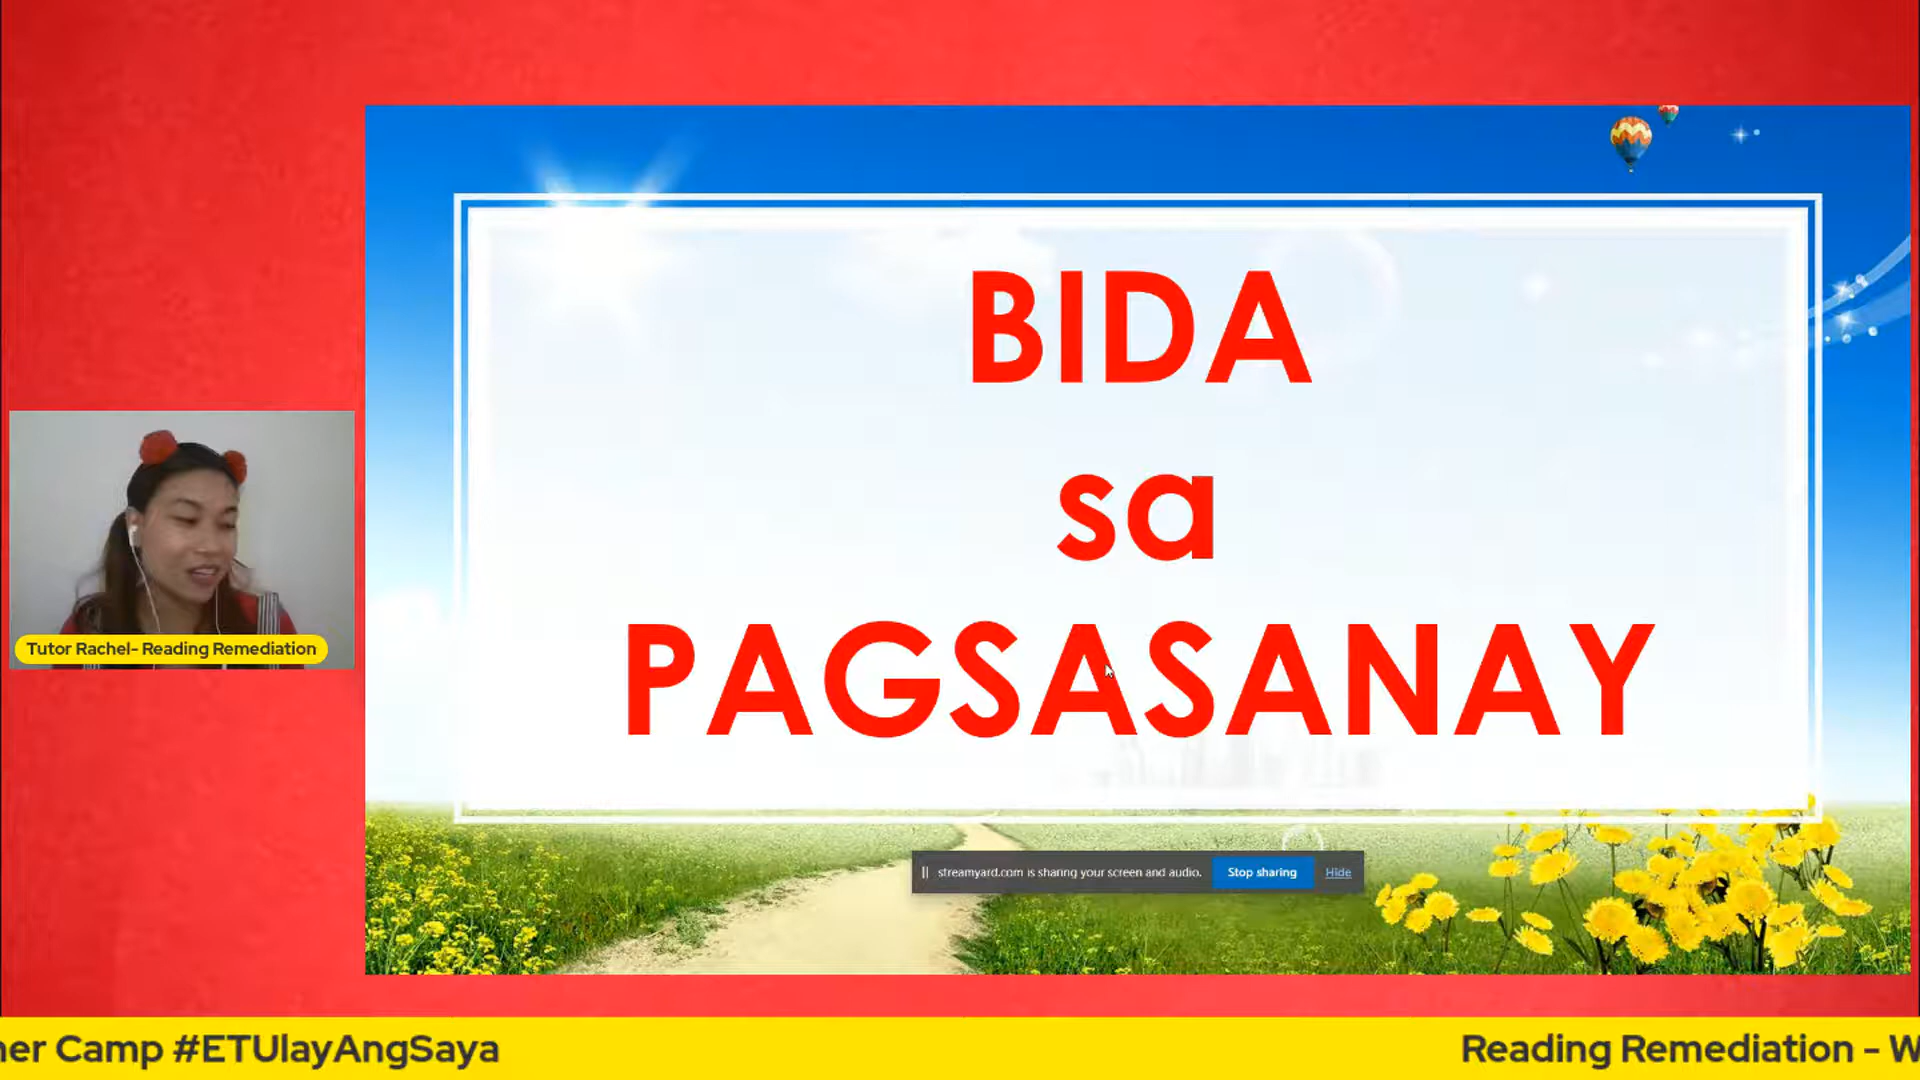 BIDA
sa
PAGSASANAY
Tutor Rachel- Reading Remediation
streamyard.com is sharing your screen and audio. Stop sharing Hide
Camp #ETUlayAngSaya
Reading Remediation -